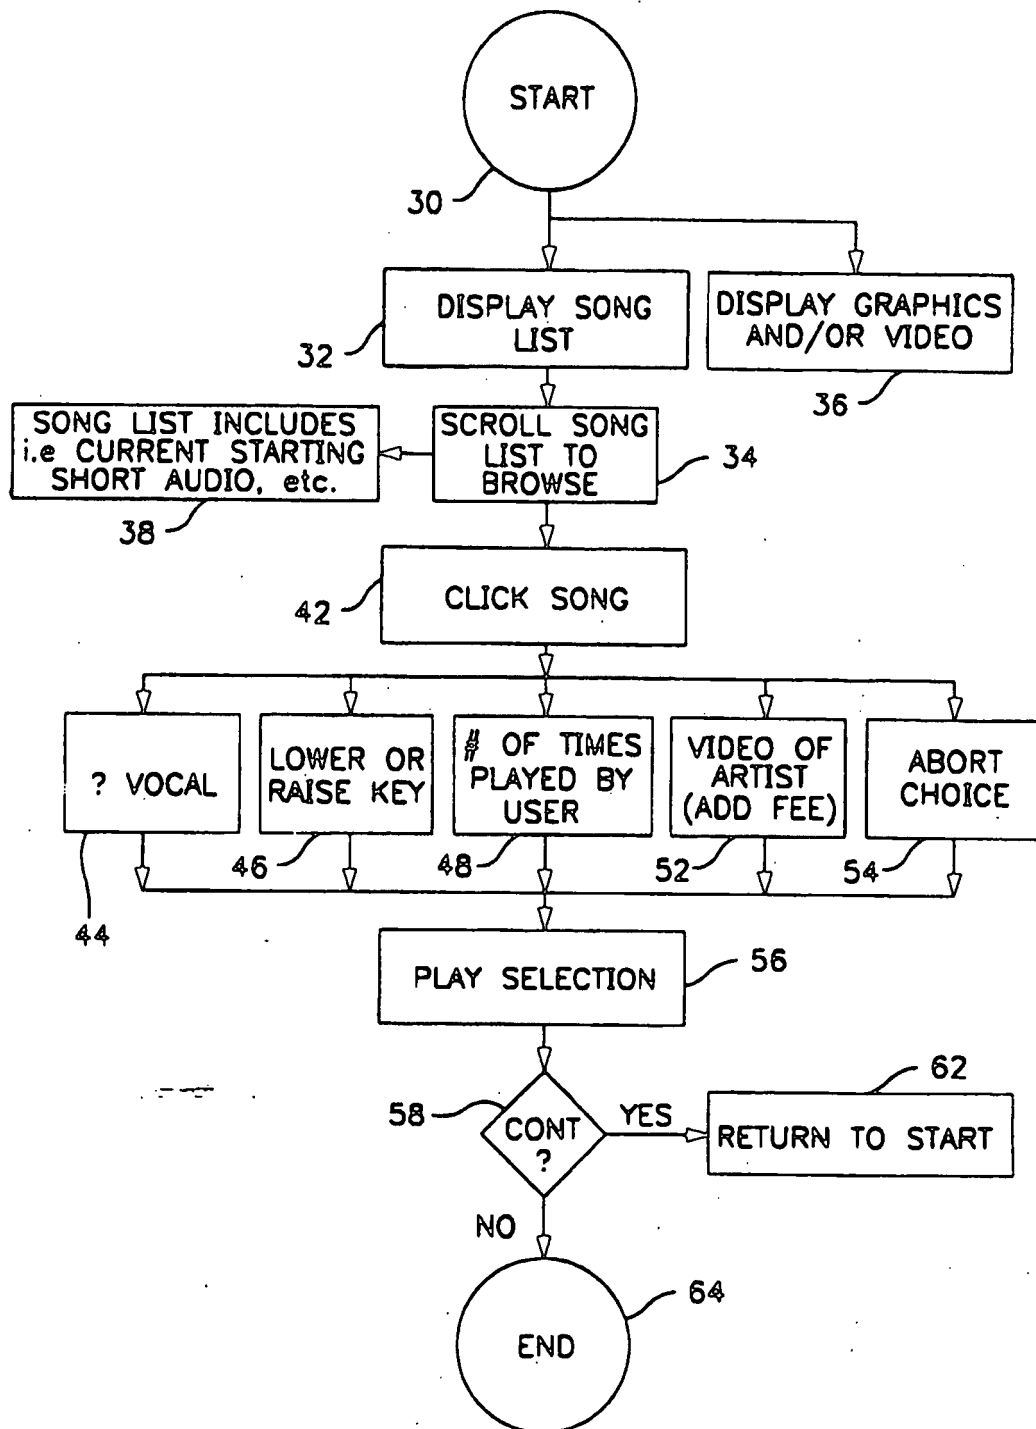 START
30
DISPLAY SONG
LIST
32
DISPLAY GRAPHICS
AND/OR VIDEO
36
SONG LIST INCLUDES
i.e CURRENT STARTING
SHORT AUDIO, etc.
38
SCROLL SONG
LIST TO
BROWSE
34
CLICK SONG
42
? VOCAL
44
LOWER OR
RAISE KEY
46
# OF TIMES
PLAYED BY
USER
48
VIDEO OF
ARTIST
(ADD FEE)
52
ABORT
CHOICE
54
PLAY SELECTION
56
CONT
?
58
YES
RETURN TO START
62
NO
END
64